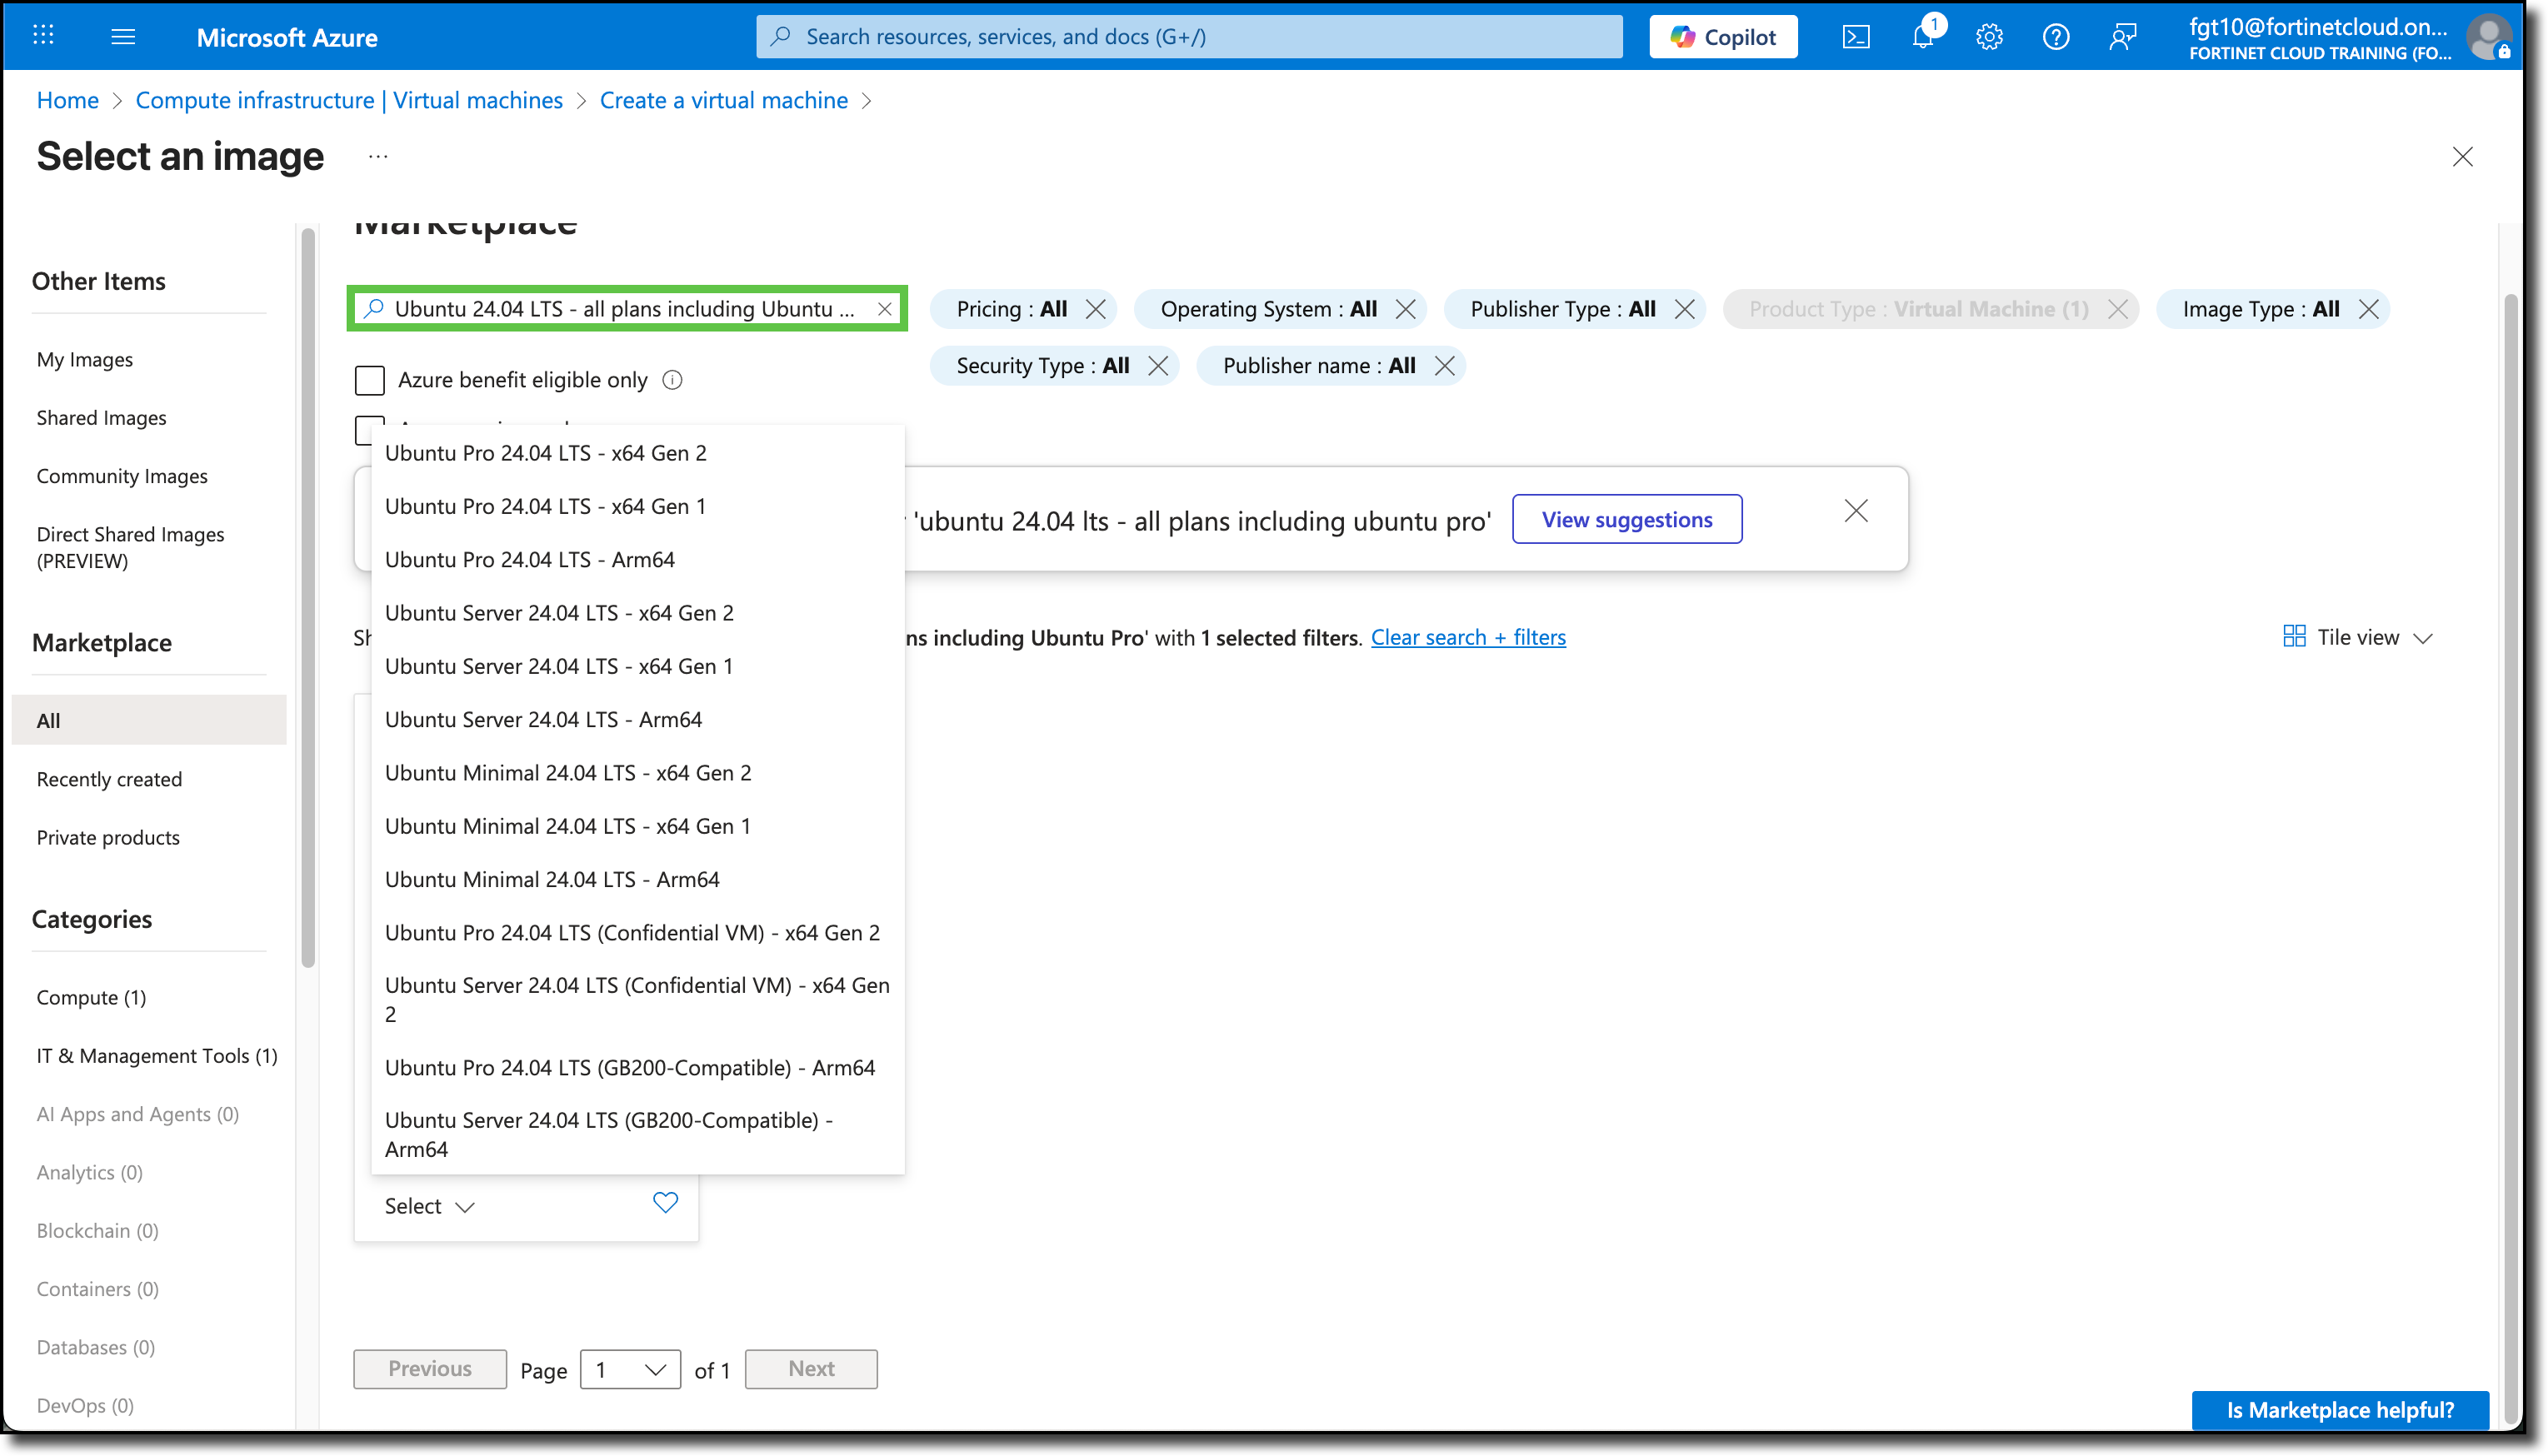 Microsoft Azure
Search resources, services, and docs (G+/)
Copilot
1
fgt10@fortinetcloud.on...
FORTINET CLOUD TRAINING (FO...
Home > Compute infrastructure | Virtual machines > Create a virtual machine >
Select an image ...
Marketplace
Other Items
My Images
Shared Images
Community Images
Direct Shared Images
(PREVIEW)
Marketplace
All
Recently created
Private products
Categories
Compute (1)
IT & Management Tools (1)
AI Apps and Agents (0)
Analytics (0)
Blockchain (0)
Containers (0)
Databases (0)
DevOps (0)
Ubuntu 24.04 LTS - all plans including Ubuntu ...
Pricing : All
Operating System : All
Publisher Type : All
Product Type : Virtual Machine (1)
Image Type : All
Security Type : All
Publisher name : All
Azure benefit eligible only
Ubuntu Pro 24.04 LTS - x64 Gen 2
Ubuntu Pro 24.04 LTS - x64 Gen 1
Ubuntu Pro 24.04 LTS - Arm64
Ubuntu Server 24.04 LTS - x64 Gen 2
Ubuntu Server 24.04 LTS - x64 Gen 1
Ubuntu Server 24.04 LTS - Arm64
Ubuntu Minimal 24.04 LTS - x64 Gen 2
Ubuntu Minimal 24.04 LTS - x64 Gen 1
Ubuntu Minimal 24.04 LTS - Arm64
Ubuntu Pro 24.04 LTS (Confidential VM) - x64 Gen 2
Ubuntu Server 24.04 LTS (Confidential VM) - x64 Gen
2
Ubuntu Pro 24.04 LTS (GB200-Compatible) - Arm64
Ubuntu Server 24.04 LTS (GB200-Compatible) -
Arm64
'ubuntu 24.04 lts - all plans including ubuntu pro'
View suggestions
including Ubuntu Pro' with 1 selected filters. Clear search + filters
Tile view
Select
Previous
Page
1
of 1
Next
Is Marketplace helpful?